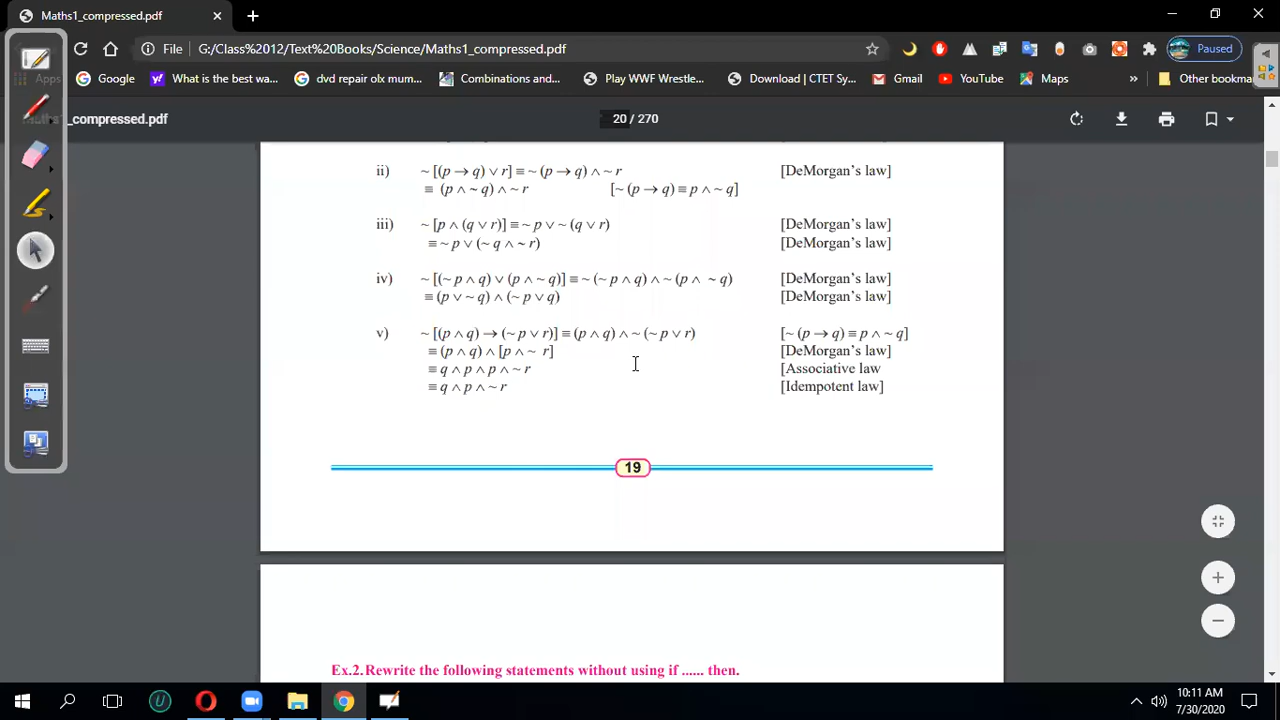 Maths1_compressed.pdf
File G:/Class%2012/Text%20Books/Science/Maths1_compressed.pdf
Paused
Apps
Google
What is the best wa...
dvd repair olx mum...
Combinations and...
Play WWF Wrestle...
Download | CTET Sy...
Gmail
YouTube
Maps
»
Other bookma
_compressed.pdf
20 / 270
ii) ~ [(p → q) ∨ r] ≡ ~ (p → q) ∧ ~ r [DeMorgan's law]
≡ (p ∧ ~ q) ∧ ~ r [~ (p → q) ≡ p ∧ ~ q]
iii) ~ [p ∧ (q ∨ r)] ≡ ~ p ∨ ~ (q ∨ r) [DeMorgan's law]
≡ ~ p ∨ (~ q ∧ ~ r) [DeMorgan's law]
iv) ~ [(~ p ∧ q) ∨ (p ∧ ~ q)] ≡ ~ (~ p ∧ q) ∧ ~ (p ∧ ~ q) [DeMorgan's law]
≡ (p ∨ ~ q) ∧ (~ p ∨ q) [DeMorgan's law]
v) ~ [(p ∧ q) → (~ p ∨ r)] ≡ (p ∧ q) ∧ ~ (~ p ∨ r) [~ (p → q) ≡ p ∧ ~ q]
≡ (p ∧ q) ∧ [p ∧ ~ r] [DeMorgan's law]
≡ q ∧ p ∧ p ∧ ~ r [Associative law
≡ q ∧ p ∧ ~ r [Idempotent law]
19
Ex.2. Rewrite the following statements without using if ...... then.
10:11 AM
7/30/2020